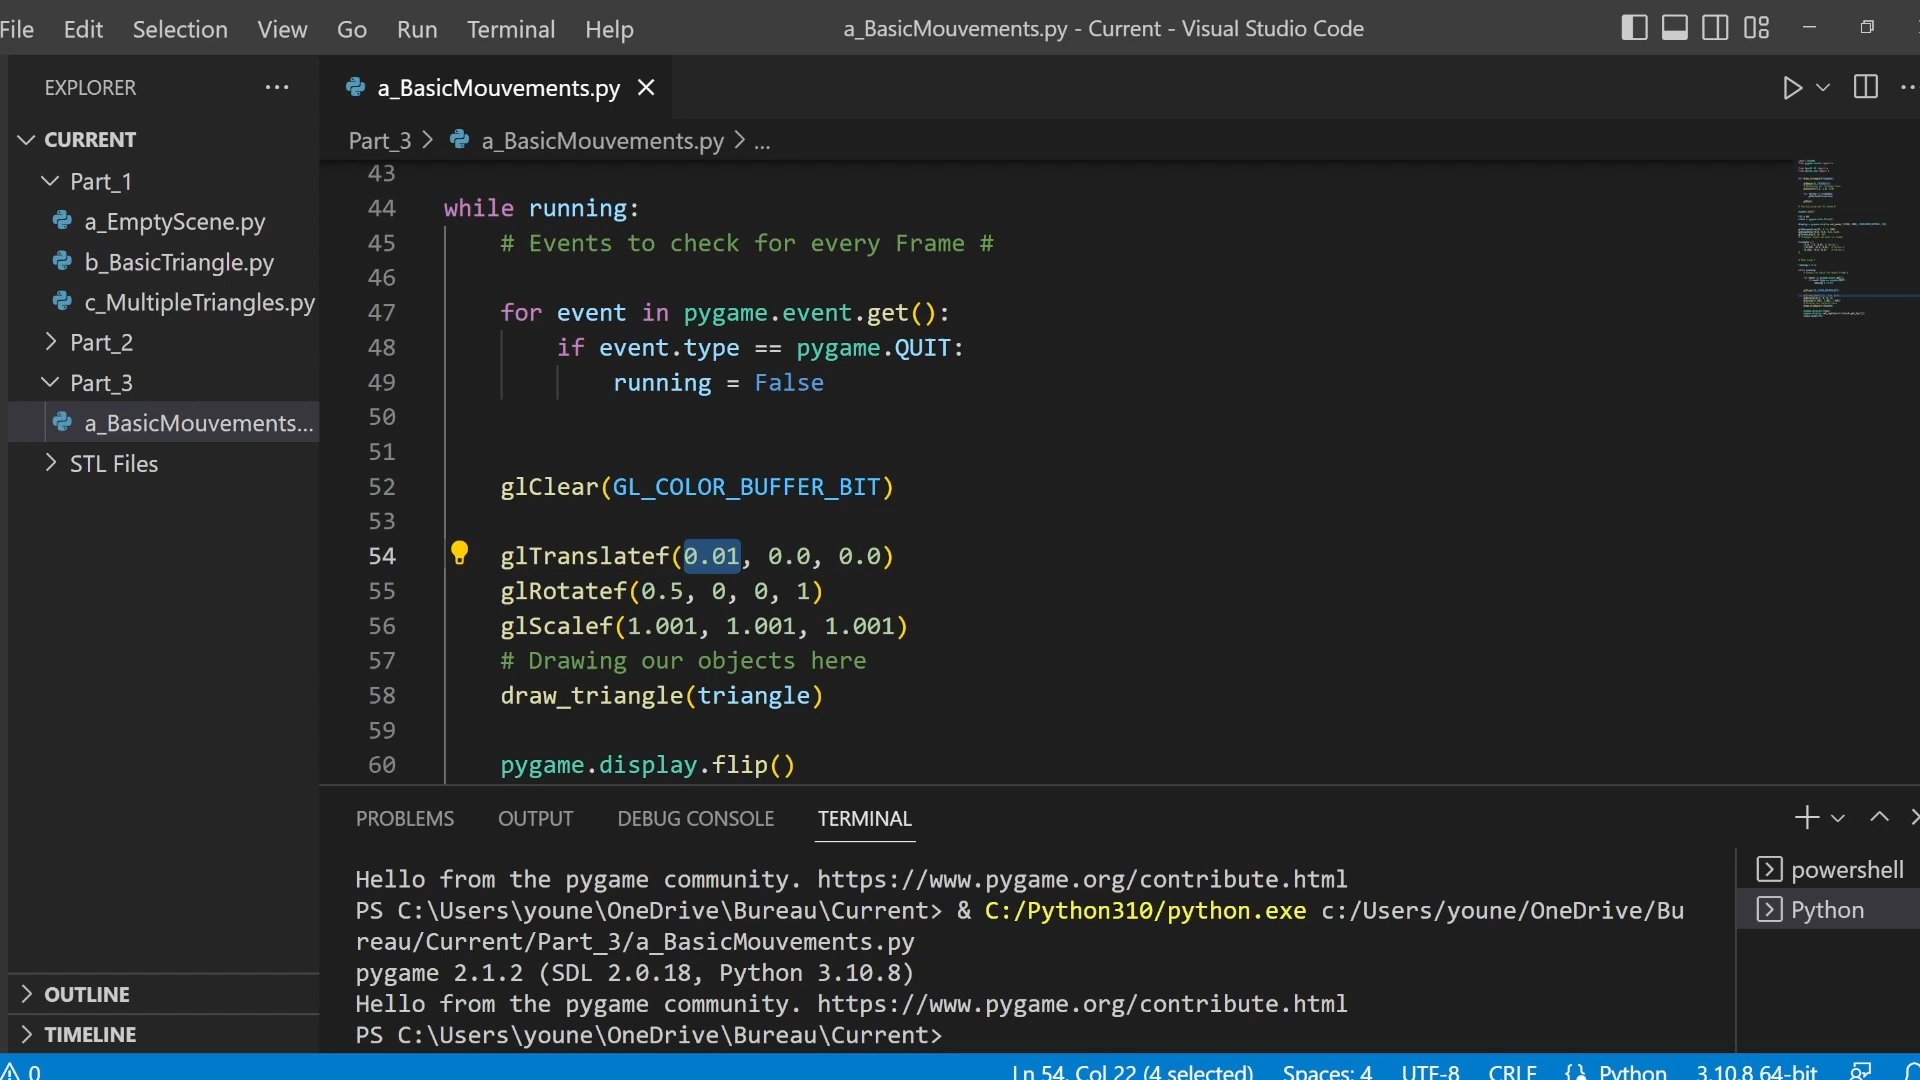 File Edit Selection View Go Run Terminal Help
a_BasicMouvements.py - Current - Visual Studio Code
EXPLORER ···
CURRENT
Part_1
a_EmptyScene.py
b_BasicTriangle.py
c_MultipleTriangles.py
Part_2
Part_3
a_BasicMouvements...
STL Files
OUTLINE
TIMELINE
a_BasicMouvements.py
Part_3 > a_BasicMouvements.py > ...
43
44 while running:
45 # Events to check for every Frame #
46
47 for event in pygame.event.get():
48 if event.type == pygame.QUIT:
49 running = False
50
51
52 glClear(GL_COLOR_BUFFER_BIT)
53
54 glTranslatef(0.01, 0.0, 0.0)
55 glRotatef(0.5, 0, 0, 1)
56 glScalef(1.001, 1.001, 1.001)
57 # Drawing our objects here
58 draw_triangle(triangle)
59
60 pygame.display.flip()
PROBLEMS OUTPUT DEBUG CONSOLE TERMINAL
Hello from the pygame community. https://www.pygame.org/contribute.html
PS C:\Users\youne\OneDrive\Bureau\Current> & C:/Python310/python.exe c:/Users/youne/OneDrive/Bu
reau/Current/Part_3/a_BasicMouvements.py
pygame 2.1.2 (SDL 2.0.18, Python 3.10.8)
Hello from the pygame community. https://www.pygame.org/contribute.html
PS C:\Users\youne\OneDrive\Bureau\Current>
powershell
Python
0 Ln 54, Col 22 (4 selected) Spaces: 4 UTF-8 CRLF {} Python 3.10.8 64-bit